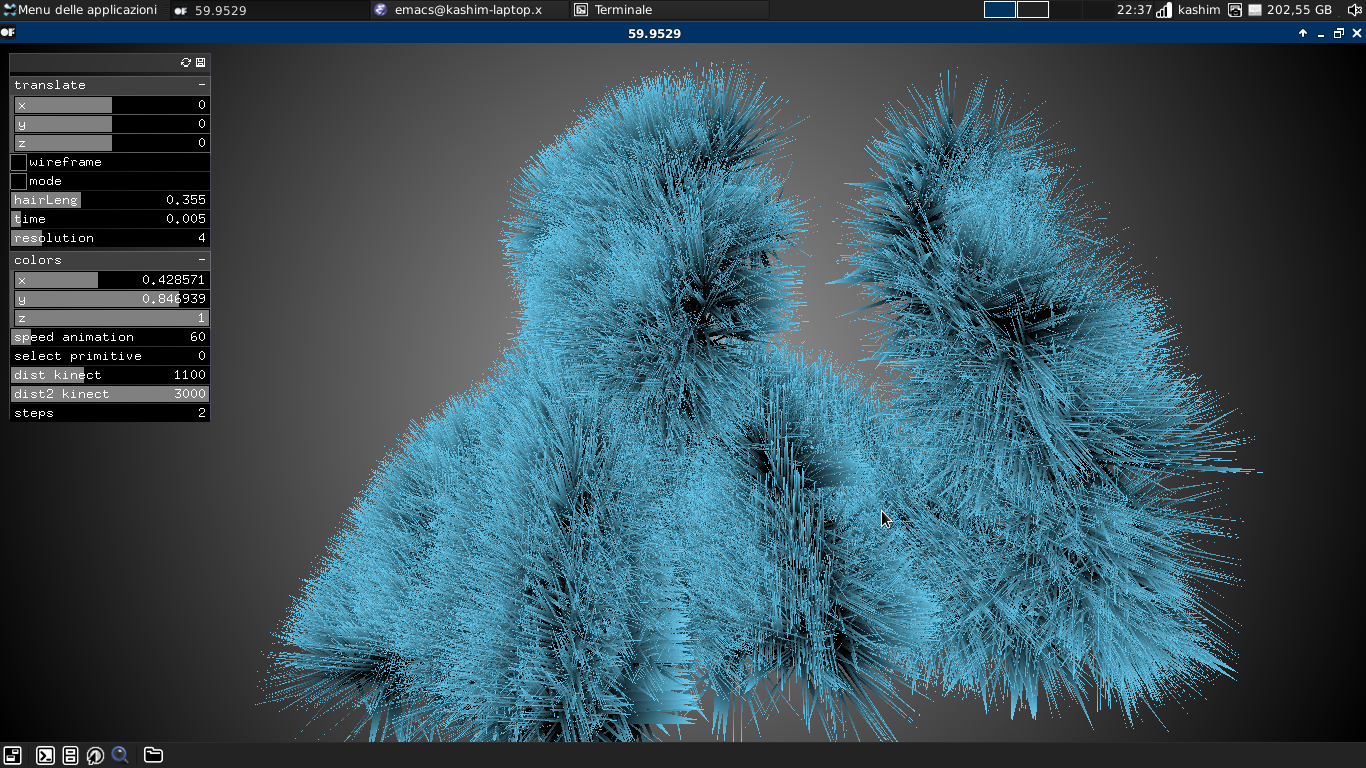 Menu delle applicazioni OF 59.9529 emacs@kashim-laptop.x Terminale 22:37 kashim 202,55 GB
OF 59.9529
translate −
x 0
y 0
z 0
wireframe
mode
hairLeng 0.355
time 0.005
resolution 4
colors −
x 0.428571
y 0.846939
z 1
speed animation 60
select primitive 0
dist kinect 1100
dist2 kinect 3000
steps 2